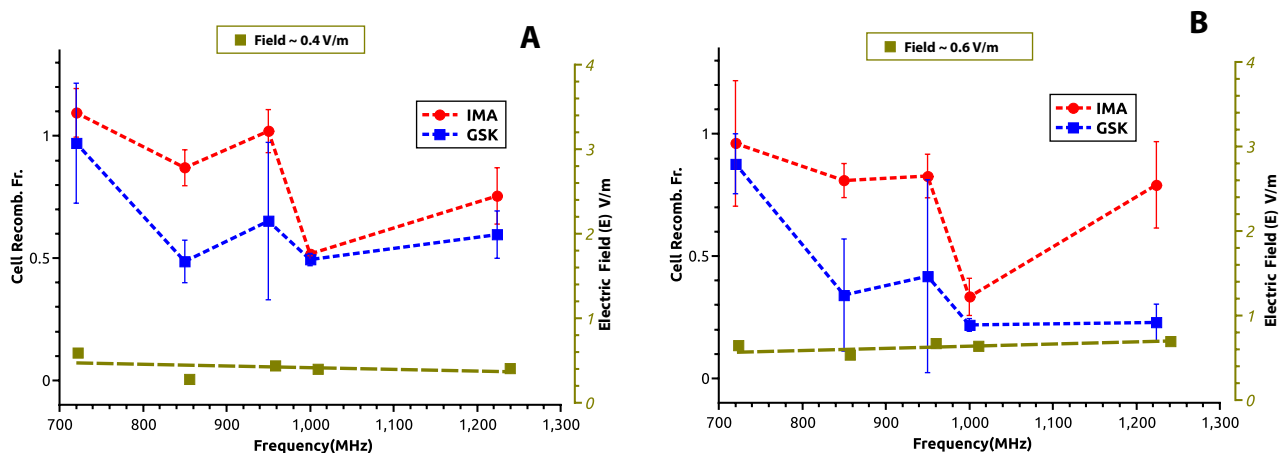 Field ~ 0.4 V/m
A
IMA
GSK
Cell Recomb. Fr.
1
0.5
0
4
3
2
1
0
Electric Field (E) V/m
700
800
900
1,000
1,100
1,200
1,300
Frequency(MHz)
Field ~ 0.6 V/m
B
IMA
GSK
Cell Recomb. Fr.
1
0.5
0
4
3
2
1
0
Electric Field (E) V/m
700
800
900
1,000
1,100
1,200
1,300
Frequency(MHz)